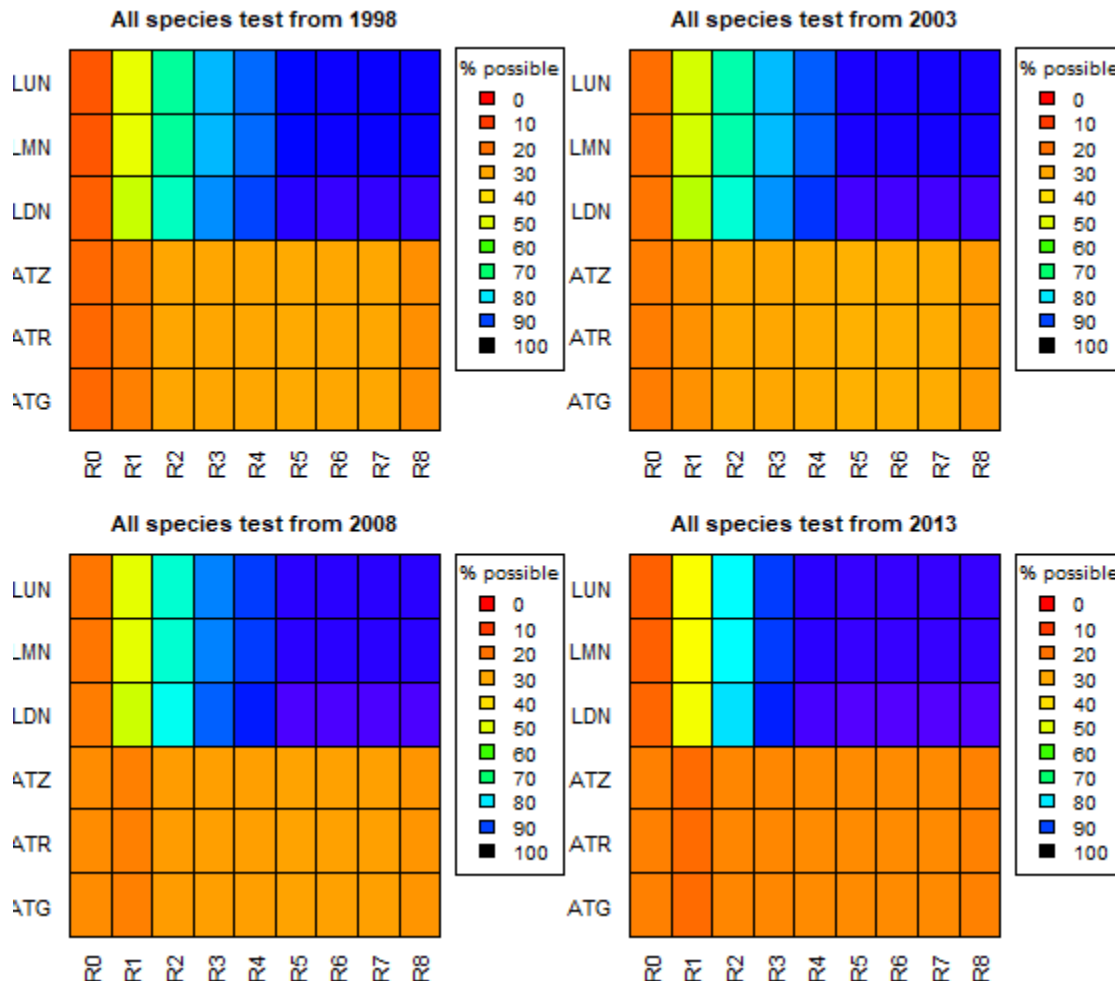 All species test from 1998
LUN
LMN
LDN
ATZ
ATR
ATG
R0 R1 R2 R3 R4 R5 R6 R7 R8
% possible
0
10
20
30
40
50
60
70
80
90
100
All species test from 2003
LUN
LMN
LDN
ATZ
ATR
ATG
R0 R1 R2 R3 R4 R5 R6 R7 R8
% possible
0
10
20
30
40
50
60
70
80
90
100
All species test from 2008
LUN
LMN
LDN
ATZ
ATR
ATG
R0 R1 R2 R3 R4 R5 R6 R7 R8
% possible
0
10
20
30
40
50
60
70
80
90
100
All species test from 2013
LUN
LMN
LDN
ATZ
ATR
ATG
R0 R1 R2 R3 R4 R5 R6 R7 R8
% possible
0
10
20
30
40
50
60
70
80
90
100